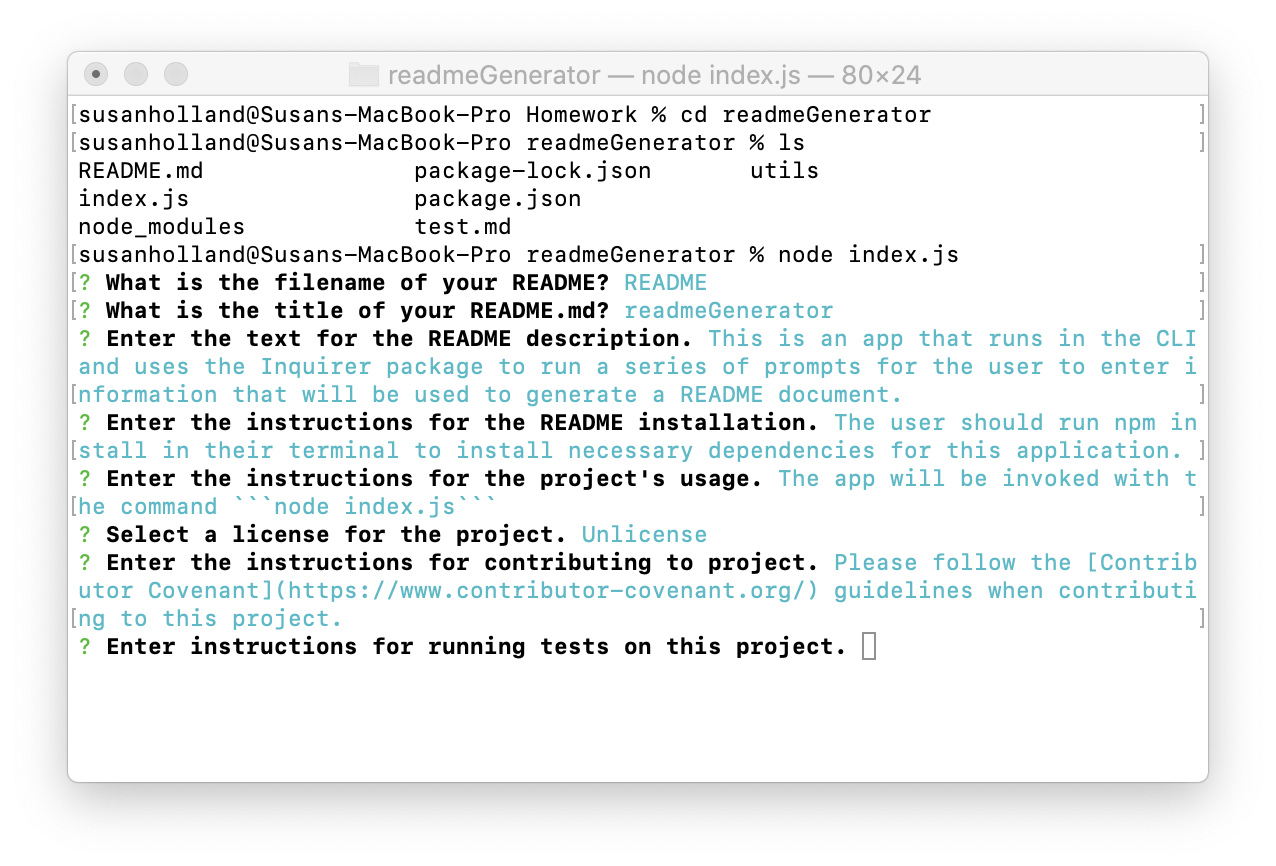 readmeGenerator — node index.js — 80×24
[susanholland@Susans-MacBook-Pro Homework % cd readmeGenerator ]
[susanholland@Susans-MacBook-Pro readmeGenerator % ls ]
README.md package-lock.json utils
index.js package.json
node_modules test.md
[susanholland@Susans-MacBook-Pro readmeGenerator % node index.js ]
[? What is the filename of your README? README ]
[? What is the title of your README.md? readmeGenerator ]
? Enter the text for the README description. This is an app that runs in the CLI
and uses the Inquirer package to run a series of prompts for the user to enter i
[nformation that will be used to generate a README document. ]
? Enter the instructions for the README installation. The user should run npm in
[stall in their terminal to install necessary dependencies for this application. ]
? Enter the instructions for the project's usage. The app will be invoked with t
[he command ```node index.js``` ]
? Select a license for the project. Unlicense
? Enter the instructions for contributing to project. Please follow the [Contrib
utor Covenant](https://www.contributor-covenant.org/) guidelines when contributi
[ng to this project. ]
? Enter instructions for running tests on this project.